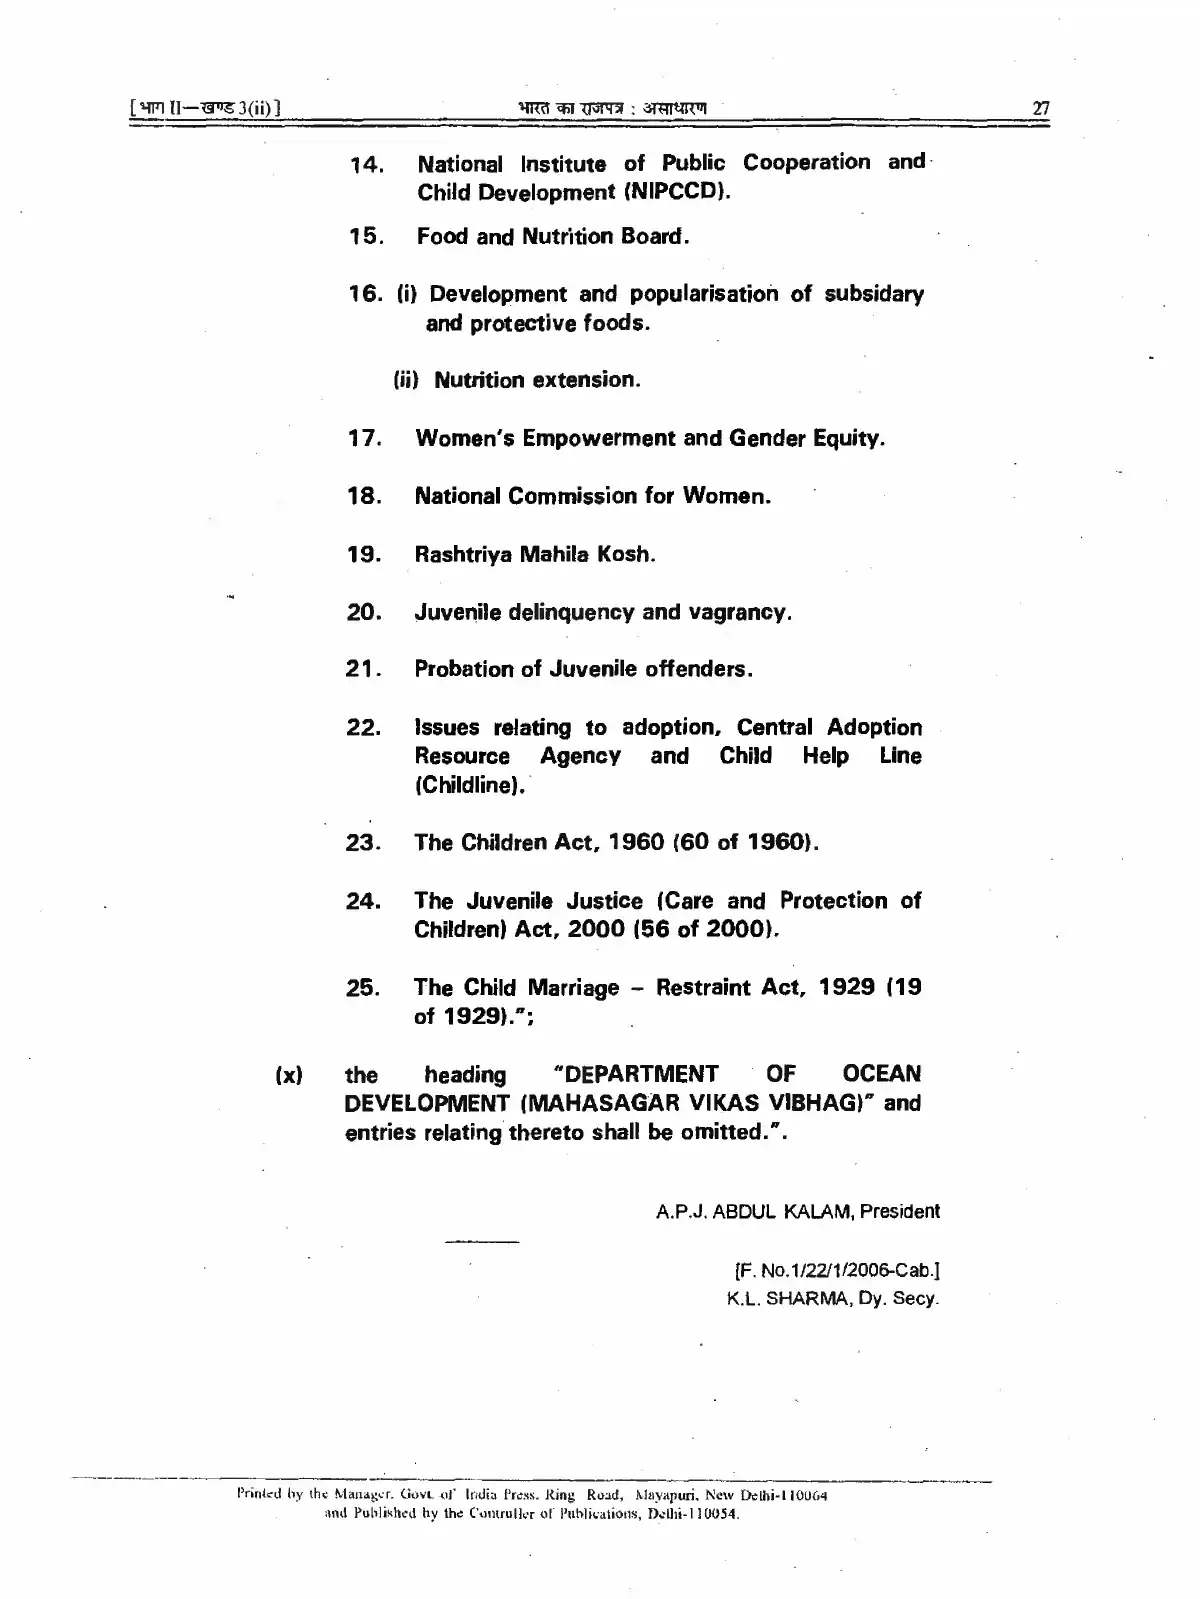 [ भाग II—खण्ड 3(ii) ] भारत का राजपत्र : असाधारण 27
14. National Institute of Public Cooperation and
Child Development (NIPCCD).
15. Food and Nutrition Board.
16. (i) Development and popularisation of subsidary
and protective foods.
(ii) Nutrition extension.
17. Women's Empowerment and Gender Equity.
18. National Commission for Women.
19. Rashtriya Mahila Kosh.
20. Juvenile delinquency and vagrancy.
21. Probation of Juvenile offenders.
22. Issues relating to adoption, Central Adoption
Resource Agency and Child Help Line
(Childline).
23. The Children Act, 1960 (60 of 1960).
24. The Juvenile Justice (Care and Protection of
Children) Act, 2000 (56 of 2000).
25. The Child Marriage – Restraint Act, 1929 (19
of 1929).";
(x) the heading "DEPARTMENT OF OCEAN
DEVELOPMENT (MAHASAGAR VIKAS VIBHAG)" and
entries relating thereto shall be omitted.".
A.P.J. ABDUL KALAM, President
[F. No.1/22/1/2006-Cab.]
K.L. SHARMA, Dy. Secy.
Printed by the Manager, Govt. of India Press, Ring Road, Mayapuri, New Delhi-110064
and Published by the Controller of Publications, Delhi-110054.